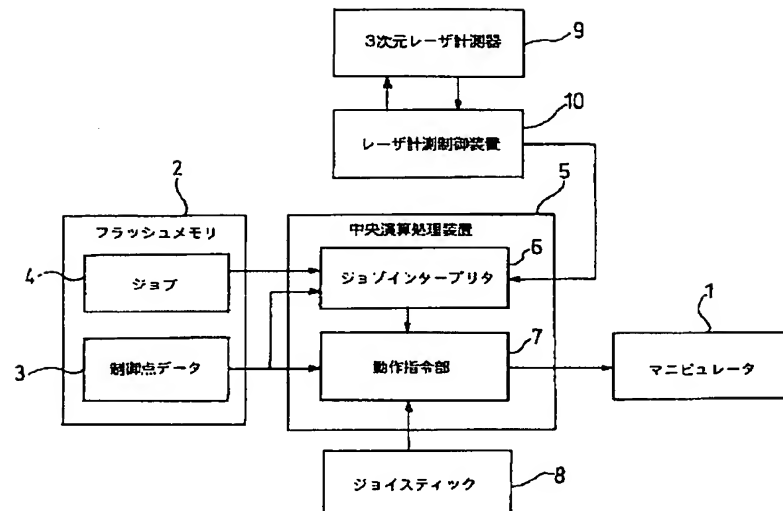 9
3次元レーザ計測器
10
レーザ計測制御装置
2
5
フラッシュメモリ
中央演算処理装置
6
4
ジョブ
ジョブインタープリタ
1
7
3
制御点データ
動作指令部
マニピュレータ
ジョイスティック
8